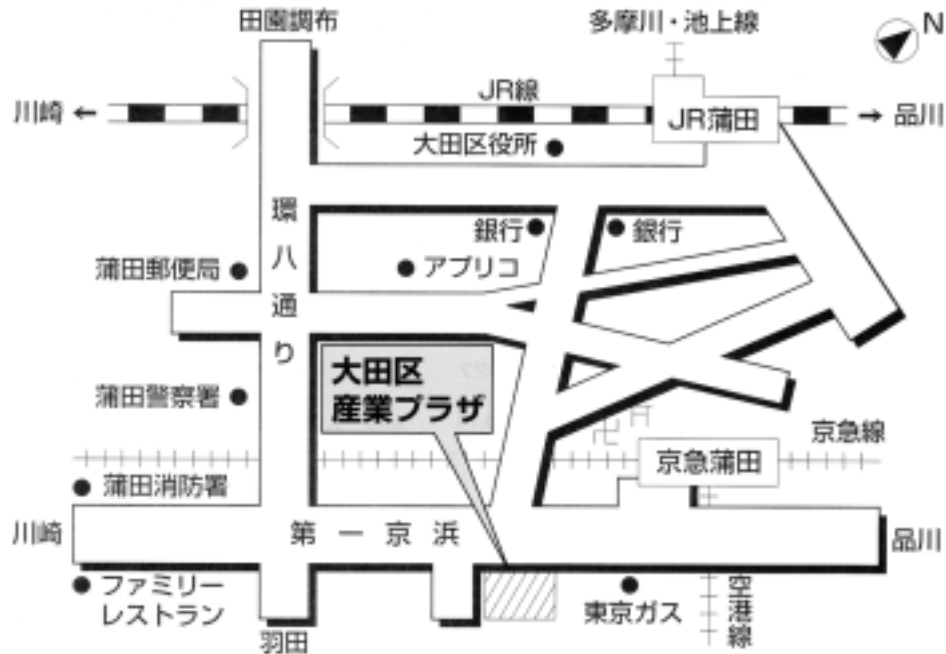 田園調布
多摩川・池上線
N
川崎 ←
JR線
JR蒲田
→ 品川
大田区役所
環八通り
銀行
銀行
蒲田郵便局
アプリコ
大田区
産業プラザ
蒲田警察署
卍
京急線
京急蒲田
蒲田消防署
川崎
第一京浜
品川
ファミリー
レストラン
羽田
東京ガス
空港線